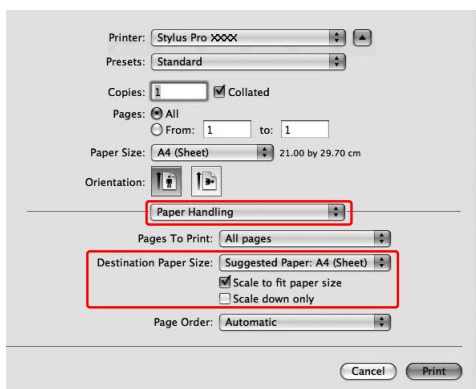 Printer: Stylus Pro XXXX
Presets: Standard
Copies: 1 Collated
Pages: All
From: 1 to: 1
Paper Size: A4 (Sheet) 21.00 by 29.70 cm
Orientation:
Paper Handling
Pages To Print: All pages
Destination Paper Size: Suggested Paper: A4 (Sheet)
Scale to fit paper size
Scale down only
Page Order: Automatic
Cancel Print